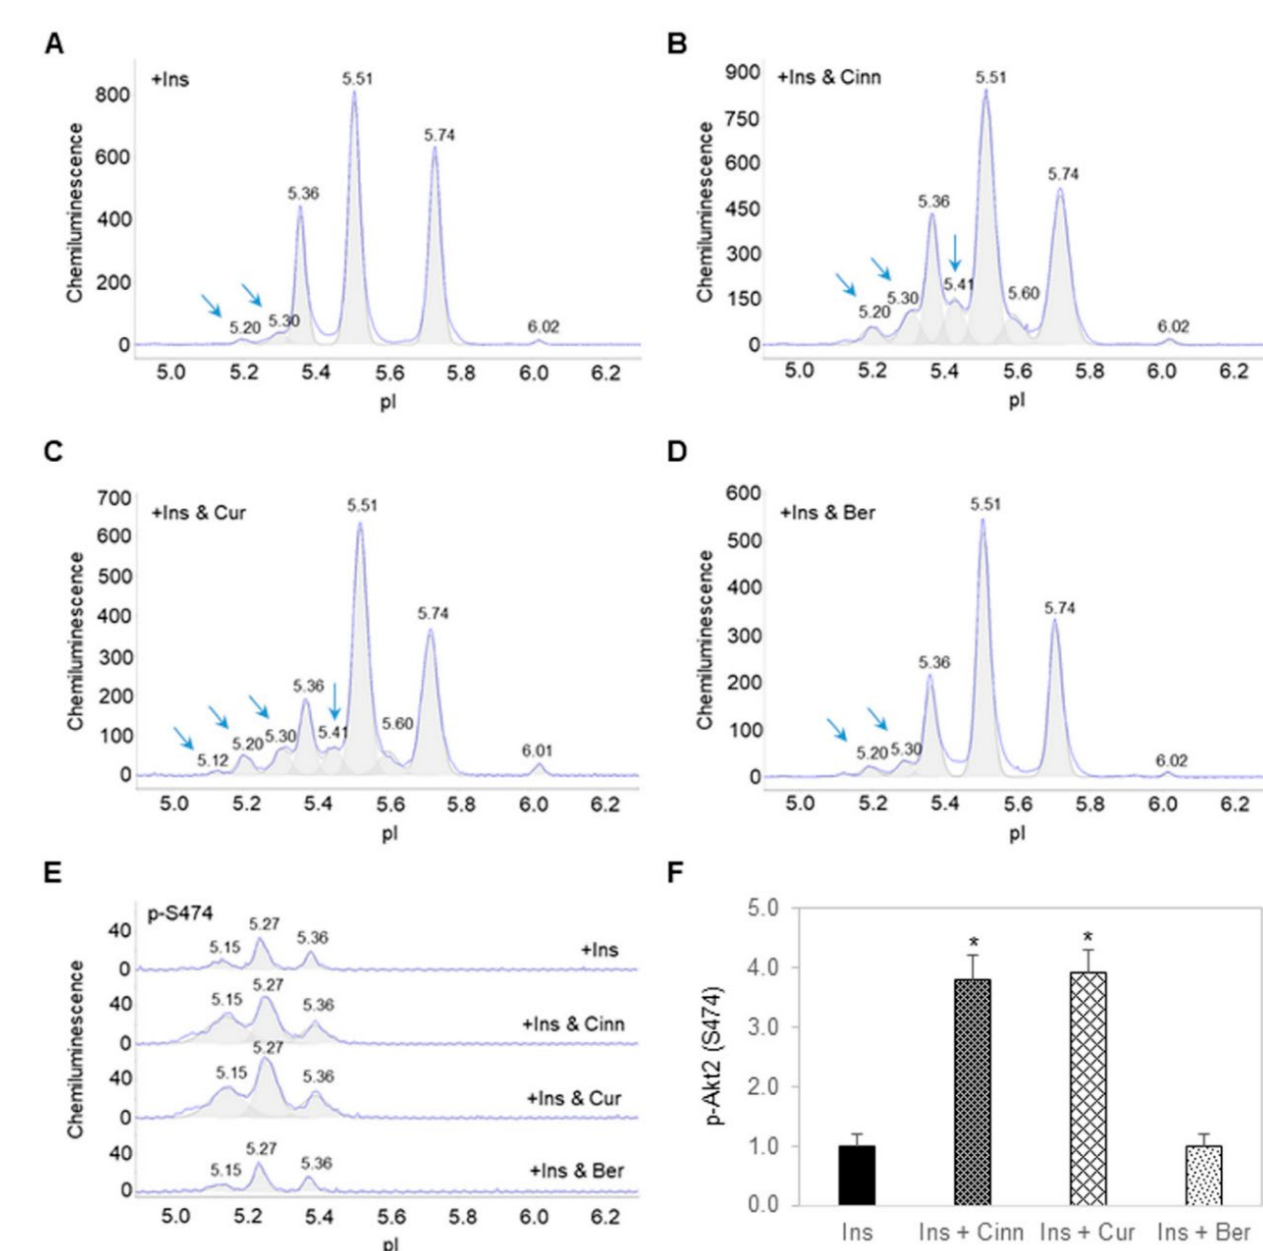 A
+Ins
Chemiluminescence
800
600
400
200
0
5.20
5.30
5.36
5.51
5.74
6.02
5.0 5.2 5.4 5.6 5.8 6.0 6.2
pI
B
+Ins & Cinn
Chemiluminescence
900
750
600
450
300
150
0
5.20
5.30
5.36
5.41
5.51
5.60
5.74
6.02
5.0 5.2 5.4 5.6 5.8 6.0 6.2
pI
C
+Ins & Cur
Chemiluminescence
700
600
500
400
300
200
100
0
5.12
5.20
5.30
5.36
5.41
5.51
5.60
5.74
6.01
5.0 5.2 5.4 5.6 5.8 6.0 6.2
pI
D
+Ins & Ber
Chemiluminescence
600
500
400
300
200
100
0
5.20
5.30
5.36
5.51
5.74
6.02
5.0 5.2 5.4 5.6 5.8 6.0 6.2
pI
E
p-S474
Chemiluminescence
40
0
5.15 5.27 5.36
+Ins
40
0
5.15 5.27 5.36
+Ins & Cinn
40
0
5.15 5.27 5.36
+Ins & Cur
40
0
5.15 5.27 5.36
+Ins & Ber
5.0 5.2 5.4 5.6 5.8 6.0 6.2
pI
F
p-Akt2 (S474)
5.0
4.0
3.0
2.0
1.0
0.0
* *
Ins Ins + Cinn Ins + Cur Ins + Ber